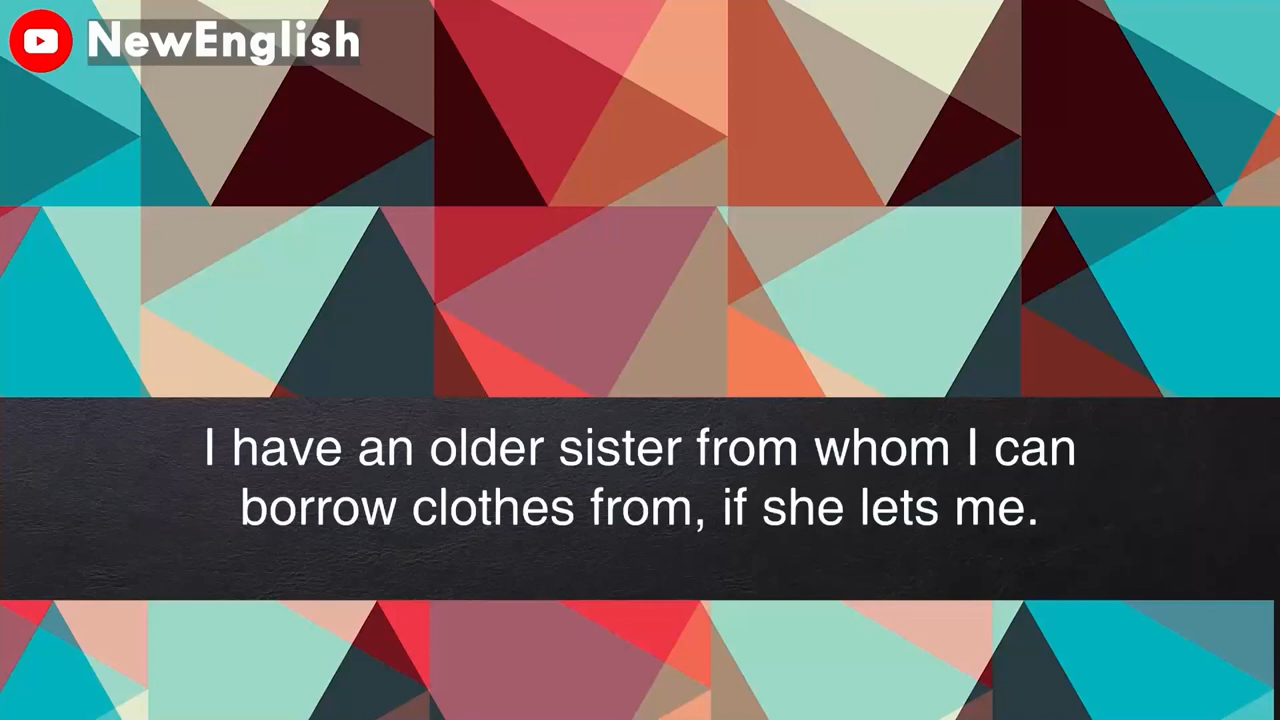 NewEnglish
I have an older sister from whom I can
borrow clothes from, if she lets me.